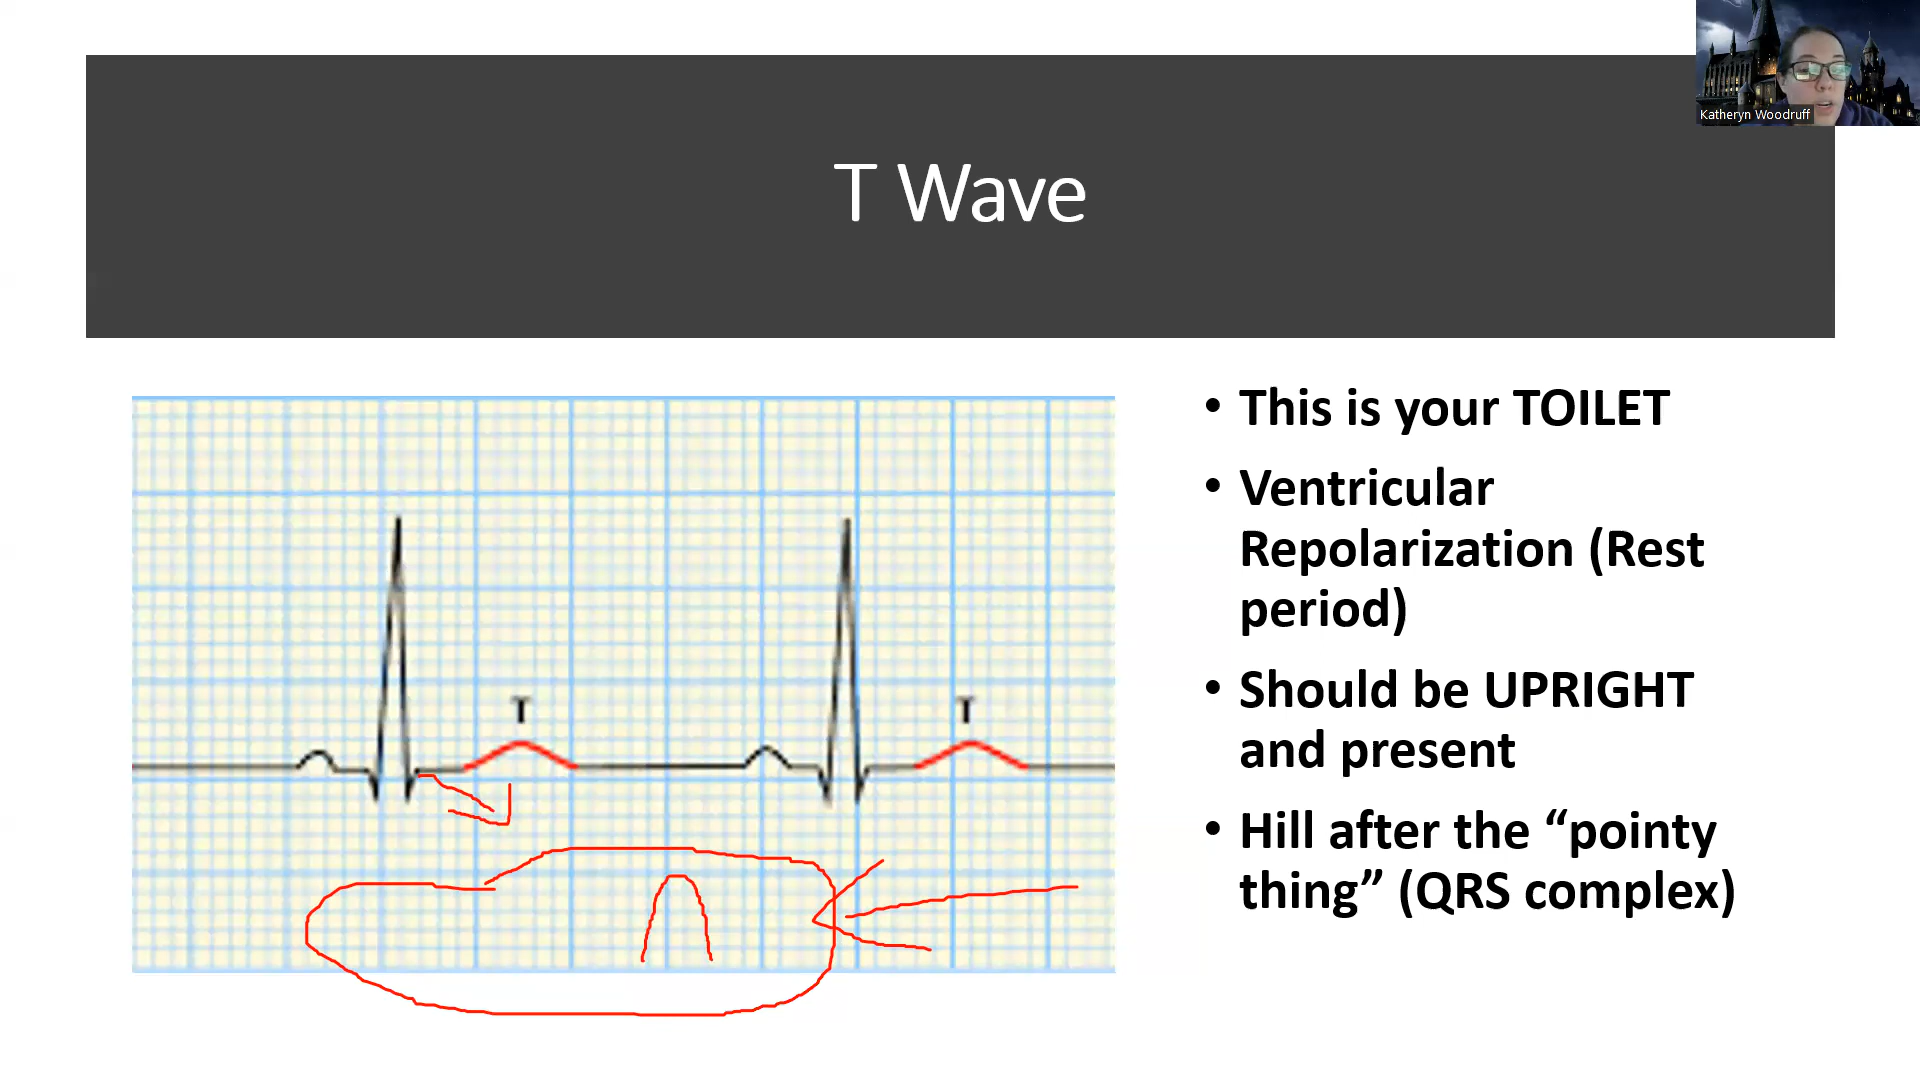 Katheryn Woodruff
T Wave
T
T
• This is your TOILET
• Ventricular
Repolarization (Rest
period)
• Should be UPRIGHT
and present
• Hill after the “pointy
thing” (QRS complex)